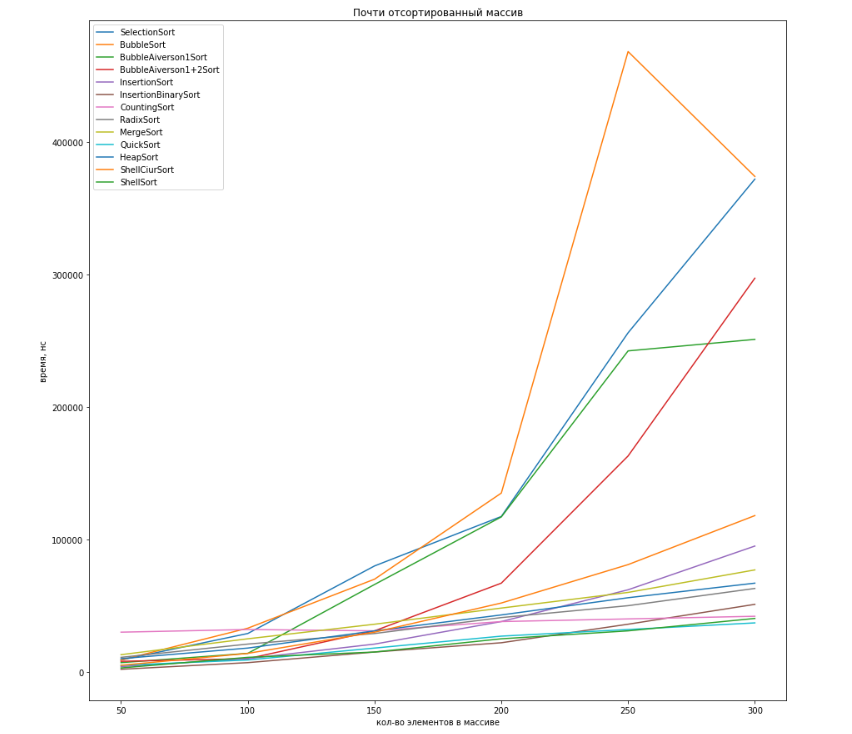 Почти отсортированный массив
SelectionSort
BubbleSort
BubbleAiverson1Sort
BubbleAiverson1+2Sort
InsertionSort
InsertionBinarySort
CountingSort
RadixSort
MergeSort
QuickSort
HeapSort
ShellCiurSort
ShellSort
400000
300000
200000
100000
0
время, нс
50 100 150 200 250 300
кол-во элементов в массиве